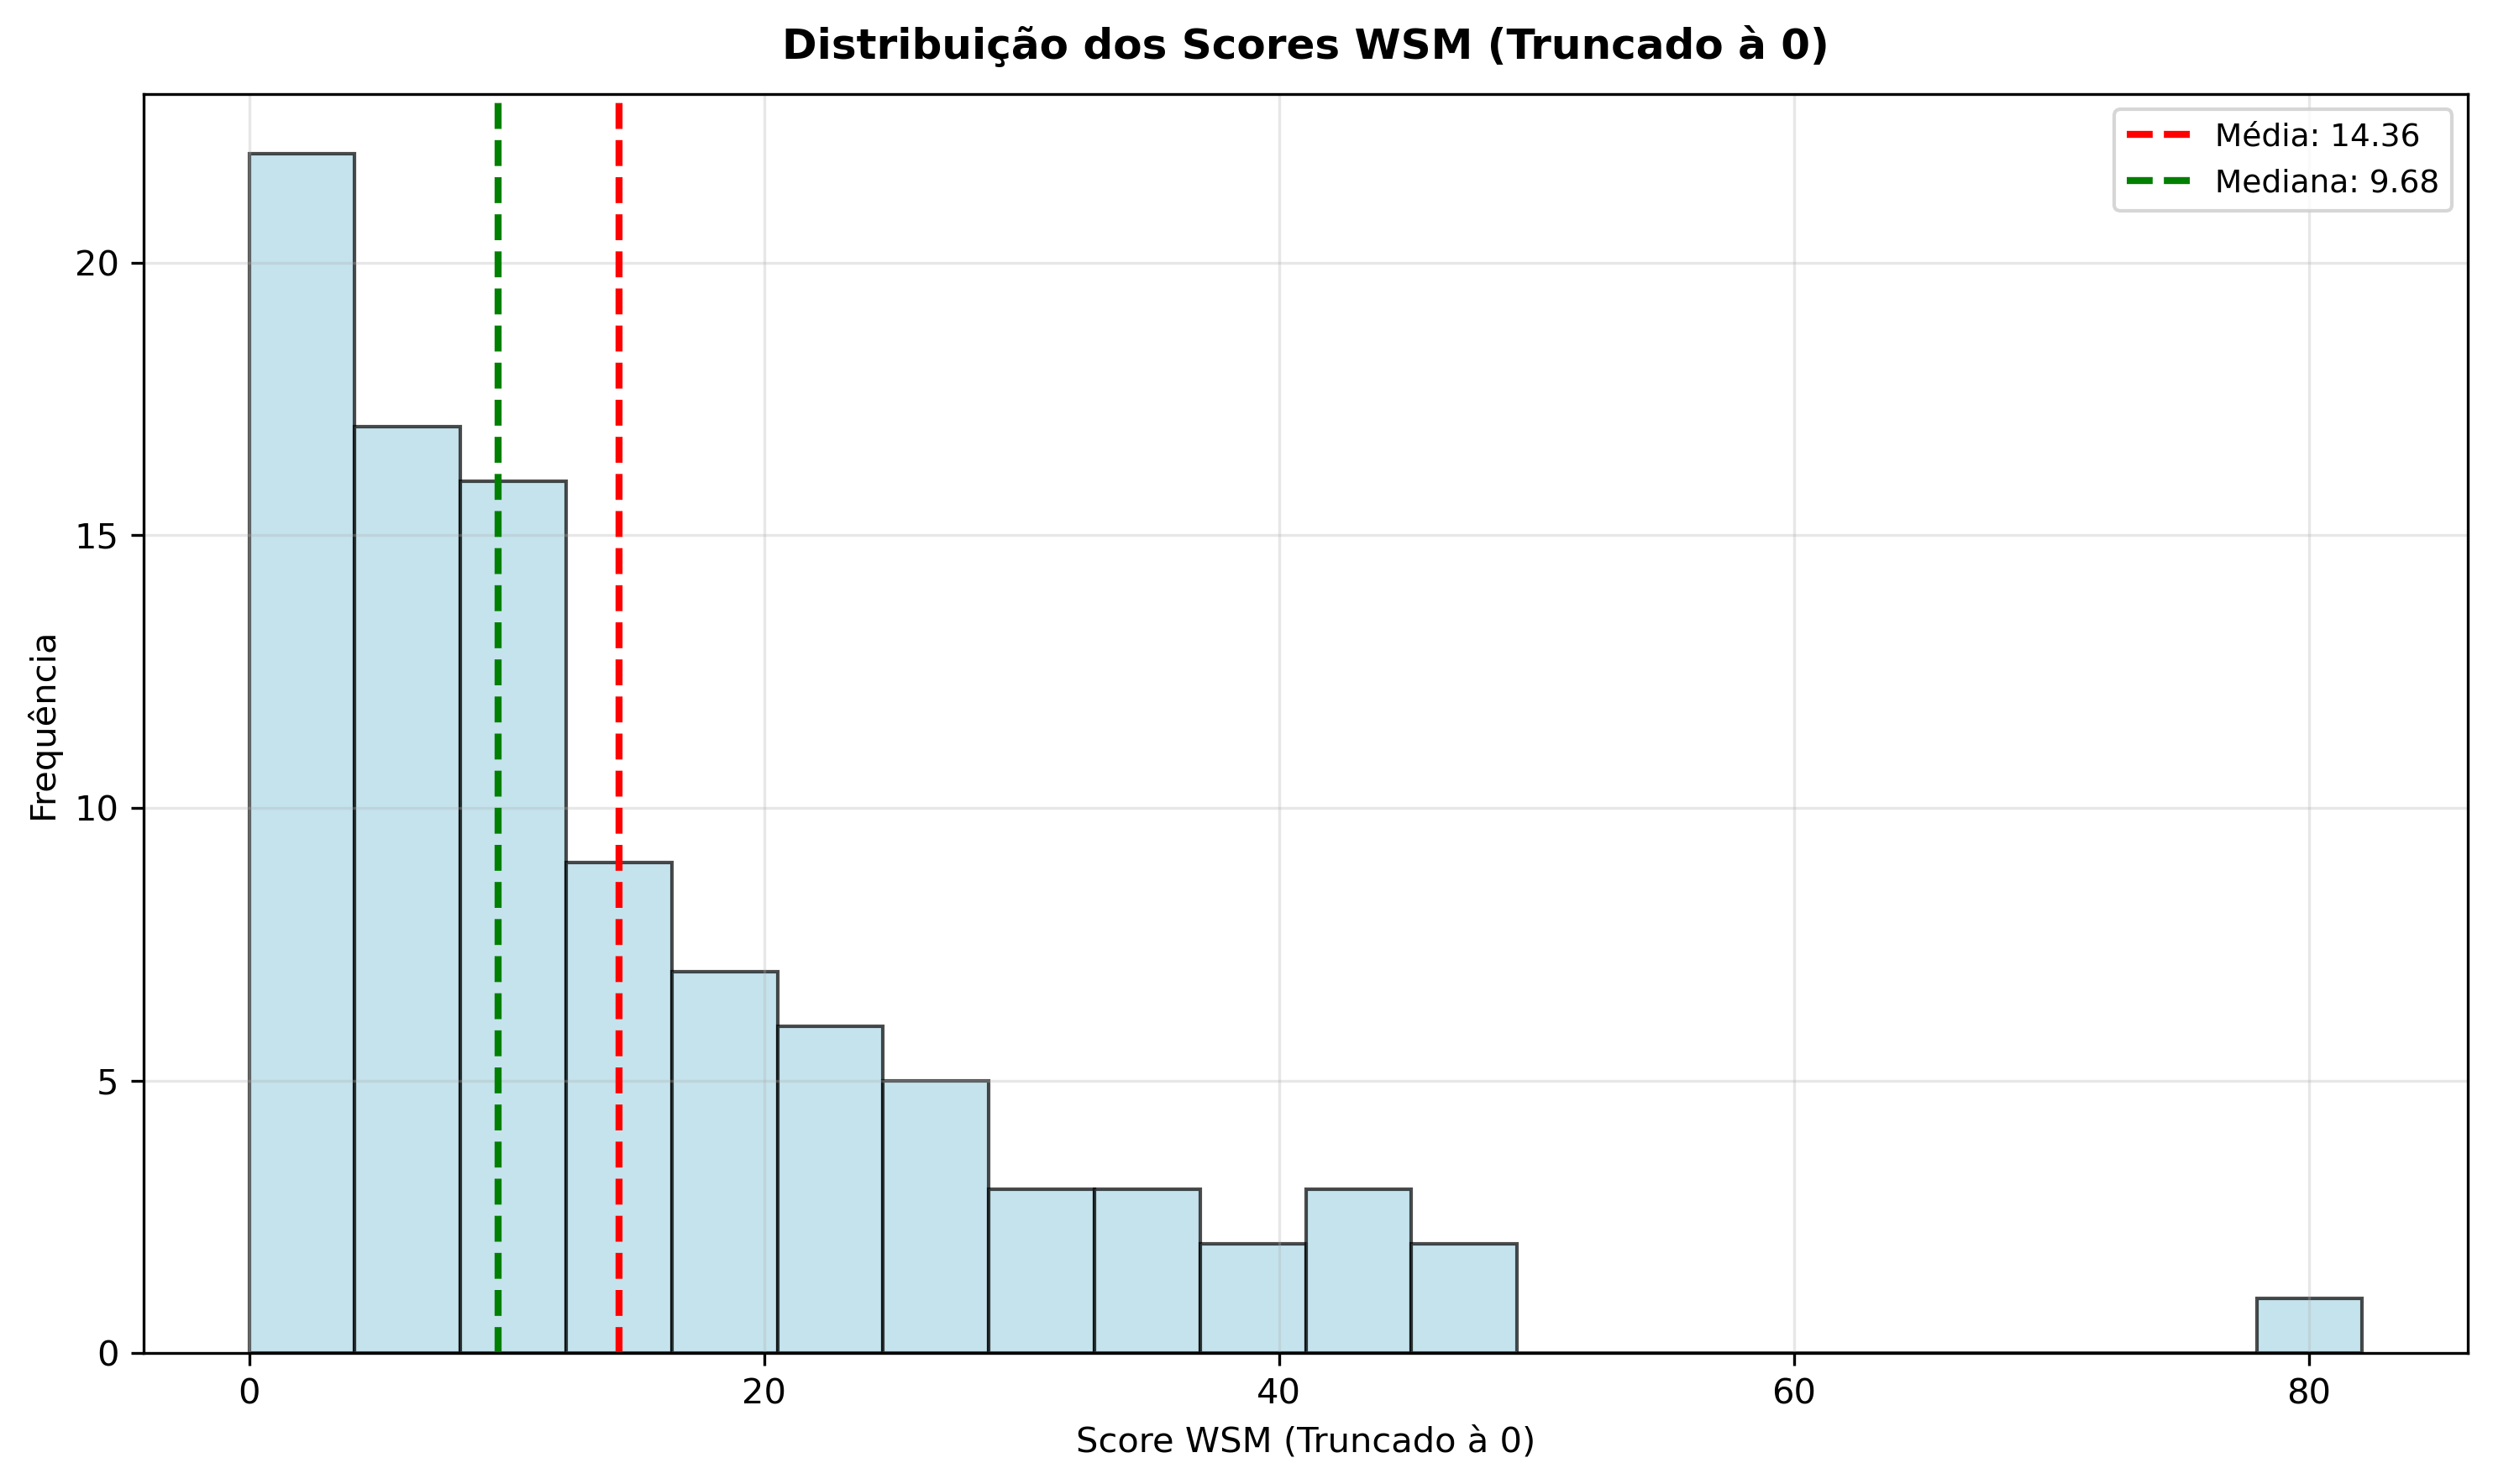 Distribuição dos Scores WSM (Truncado à 0)
Média: 14.36
Mediana: 9.68
Frequência
20
15
10
5
0
0 20 40 60 80
Score WSM (Truncado à 0)